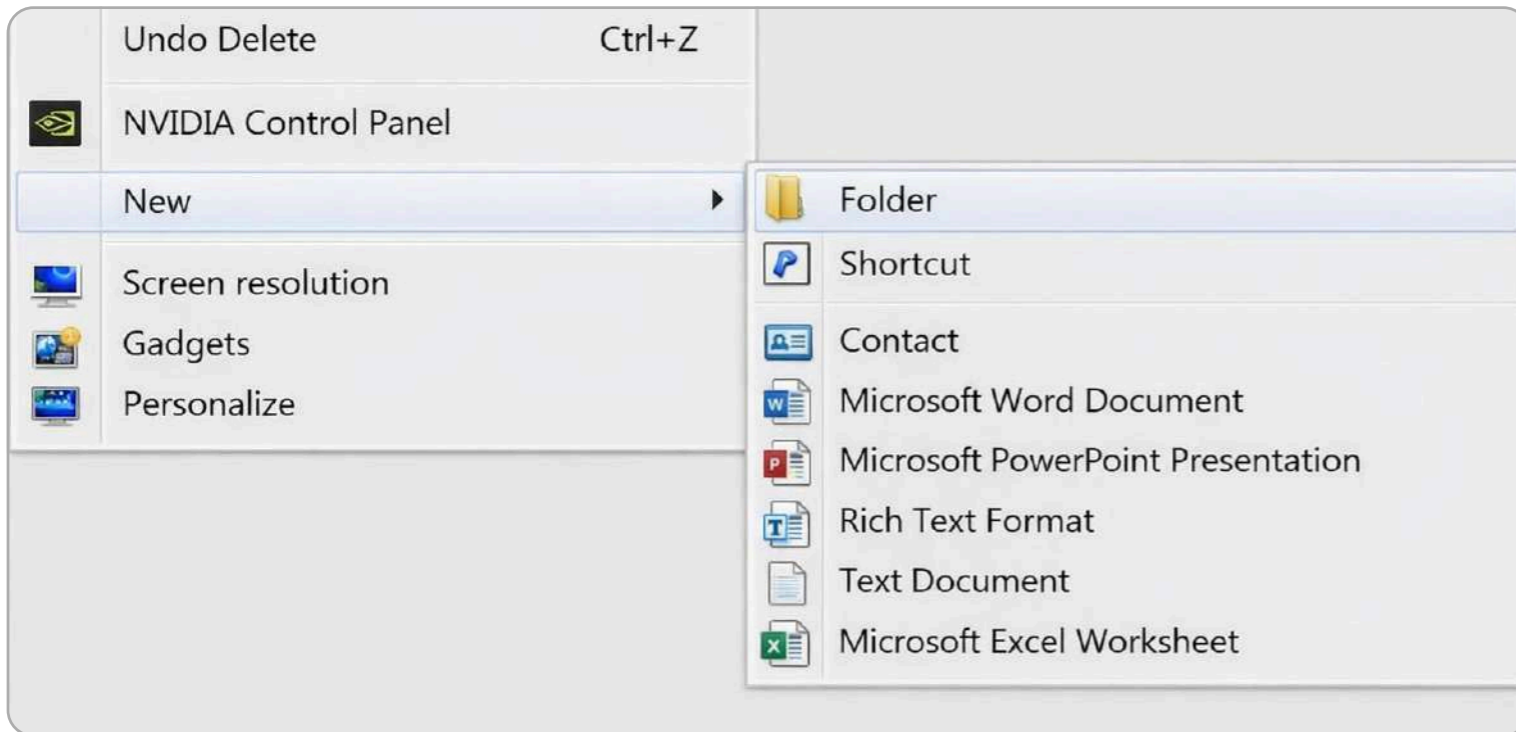 Undo Delete Ctrl+Z
NVIDIA Control Panel
New
Screen resolution
Gadgets
Personalize
Folder
Shortcut
Contact
Microsoft Word Document
Microsoft PowerPoint Presentation
Rich Text Format
Text Document
Microsoft Excel Worksheet